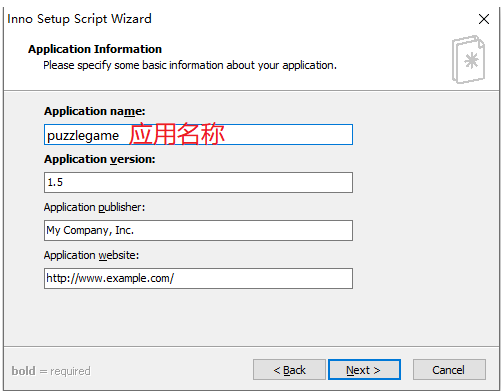 Inno Setup Script Wizard
Application Information
Please specify some basic information about your application.
Application name:
puzzlegame 应用名称
Application version:
1.5
Application publisher:
My Company, Inc.
Application website:
http://www.example.com/
bold = required
< Back Next > Cancel